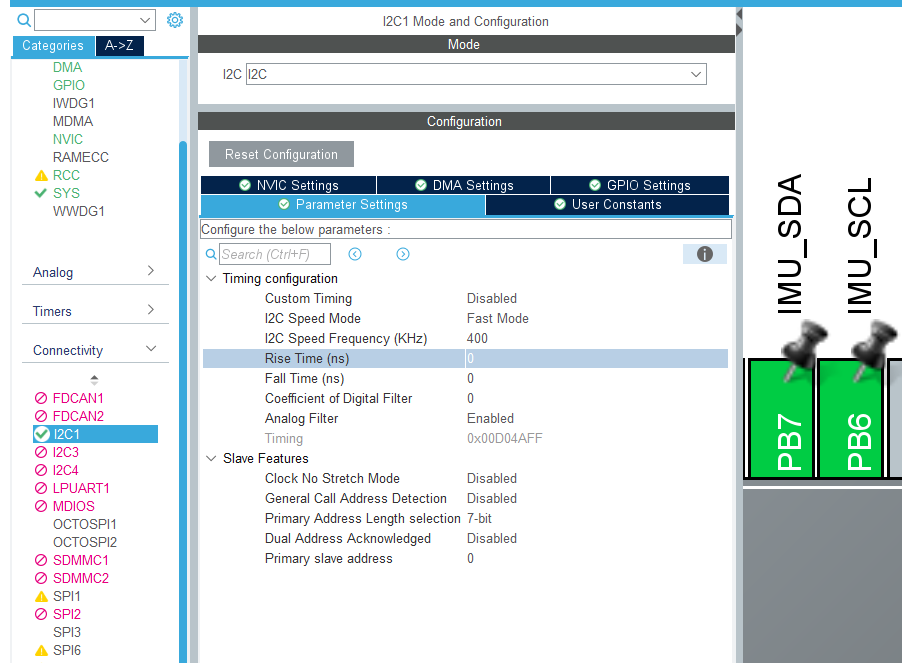 I2C1 Mode and Configuration
Categories
A->Z
Mode
DMA
GPIO
IWDG1
MDMA
NVIC
RAMECC
RCC
SYS
WWDG1
Analog
Timers
Connectivity
FDCAN1
FDCAN2
I2C1
I2C3
I2C4
LPUART1
MDIOS
OCTOSPI1
OCTOSPI2
SDMMC1
SDMMC2
SPI1
SPI2
SPI3
SPI6
I2C I2C
Configuration
Reset Configuration
NVIC Settings
DMA Settings
GPIO Settings
Parameter Settings
User Constants
Configure the below parameters :
Search (Ctrl+F)
Timing configuration
Custom Timing Disabled
I2C Speed Mode Fast Mode
I2C Speed Frequency (KHz) 400
Rise Time (ns) 0
Fall Time (ns) 0
Coefficient of Digital Filter 0
Analog Filter Enabled
Timing 0x00D04AFF
Slave Features
Clock No Stretch Mode Disabled
General Call Address Detection Disabled
Primary Address Length selection 7-bit
Dual Address Acknowledged Disabled
Primary slave address 0
IMU_SDA
IMU_SCL
PB7
PB6